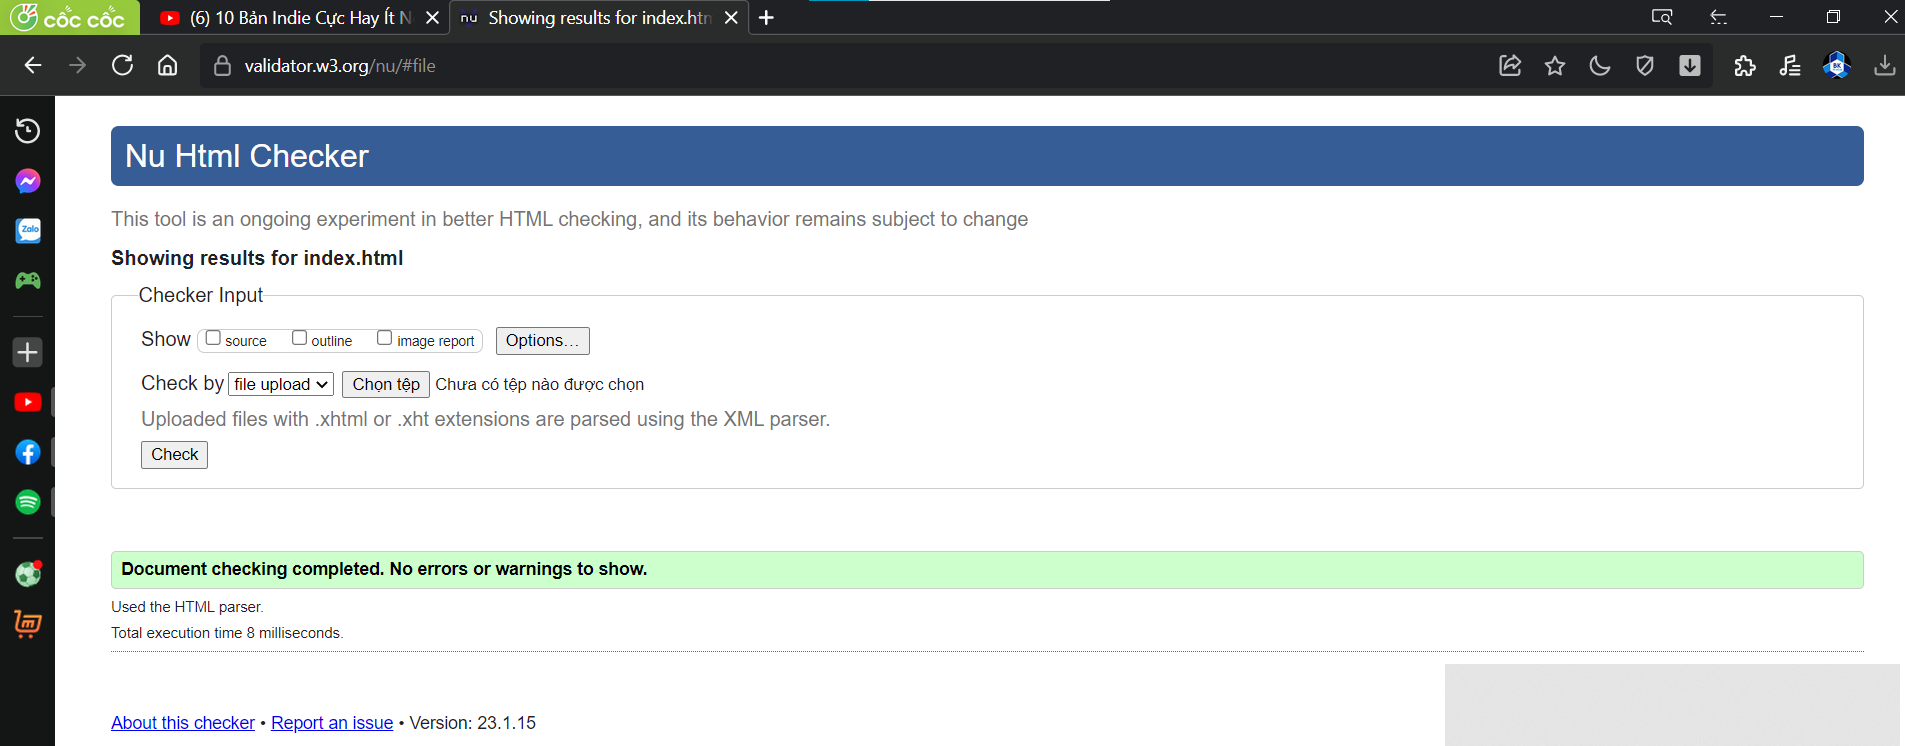 cốc cốc
(6) 10 Bản Indie Cực Hay Ít N
nu Showing results for index.htm
validator.w3.org/nu/#file
BK
Zalo
Nu Html Checker
This tool is an ongoing experiment in better HTML checking, and its behavior remains subject to change
Showing results for index.html
Checker Input
Show source outline image report Options...
Check by file upload Chọn tệp Chưa có tệp nào được chọn
Uploaded files with .xhtml or .xht extensions are parsed using the XML parser.
Check
Document checking completed. No errors or warnings to show.
Used the HTML parser.
Total execution time 8 milliseconds.
About this checker • Report an issue • Version: 23.1.15